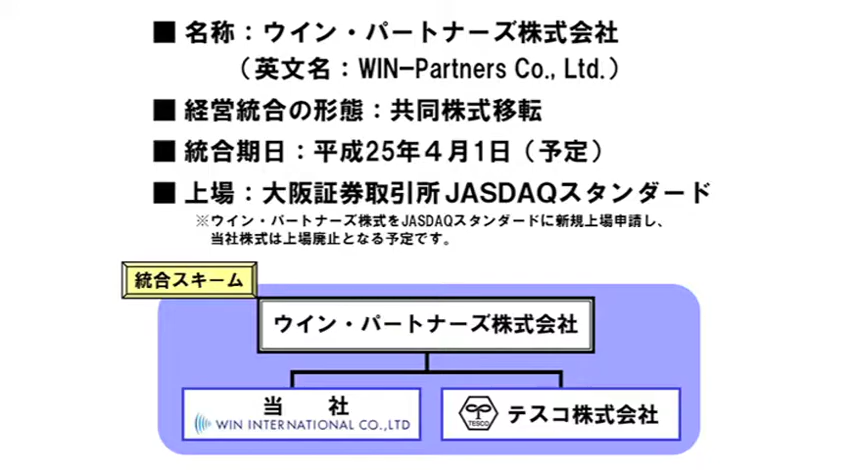 ■ 名称：ウイン・パートナーズ株式会社
（英文名：WIN-Partners Co., Ltd.）
■ 経営統合の形態：共同株式移転
■ 統合期日：平成25年４月1日（予定）
■ 上場：大阪証券取引所JASDAQスタンダード
※ウイン・パートナーズ株式をJASDAQスタンダードに新規上場申請し、
当社株式は上場廃止となる予定です。
統合スキーム
ウイン・パートナーズ株式会社
当　社
WIN INTERNATIONAL CO.,LTD
TESCO
テスコ株式会社